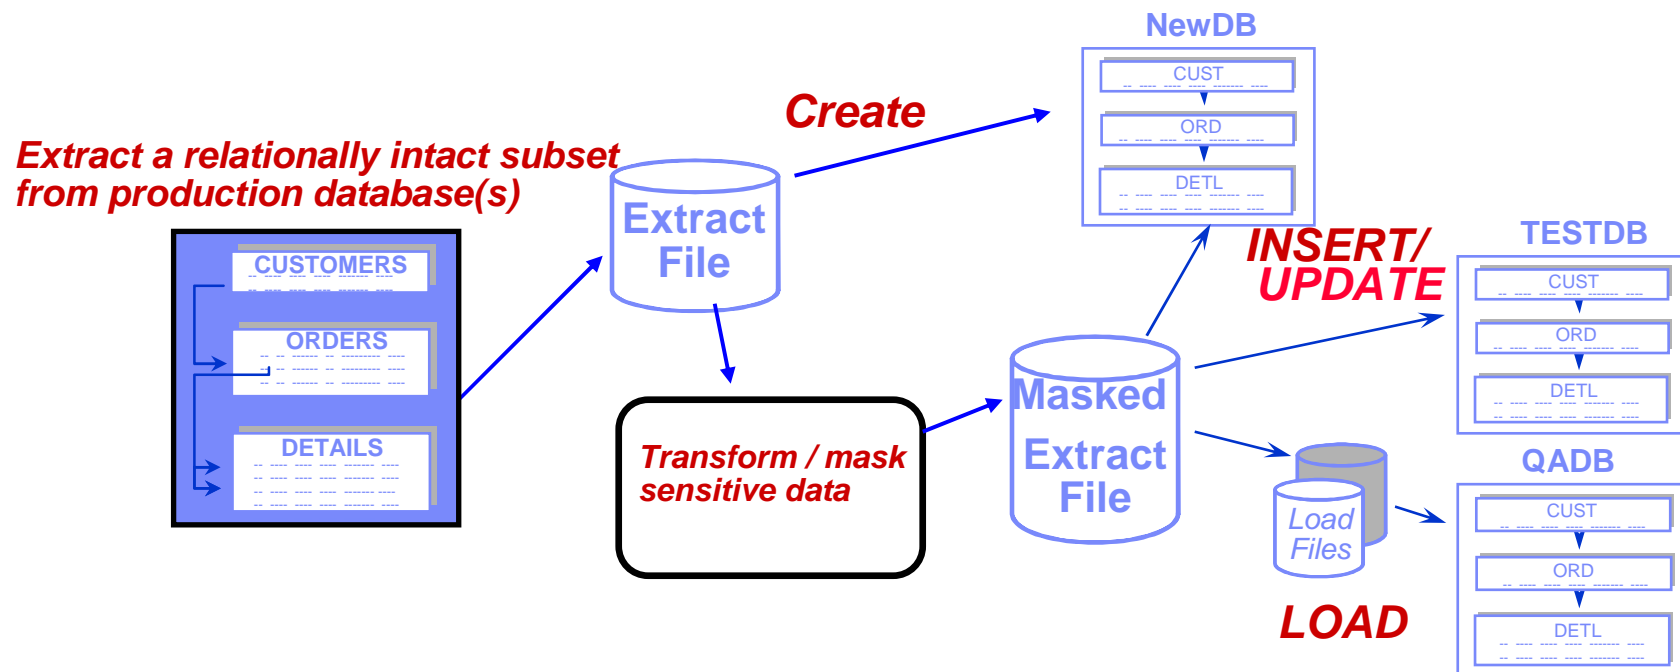 Extract a relationally intact subset
from production database(s)
CUSTOMERS
ORDERS
DETAILS
Extract
File
Create
Transform / mask
sensitive data
Masked
Extract
File
NewDB
CUST
ORD
DETL
INSERT/
UPDATE
TESTDB
CUST
ORD
DETL
Load
Files
LOAD
QADB
CUST
ORD
DETL